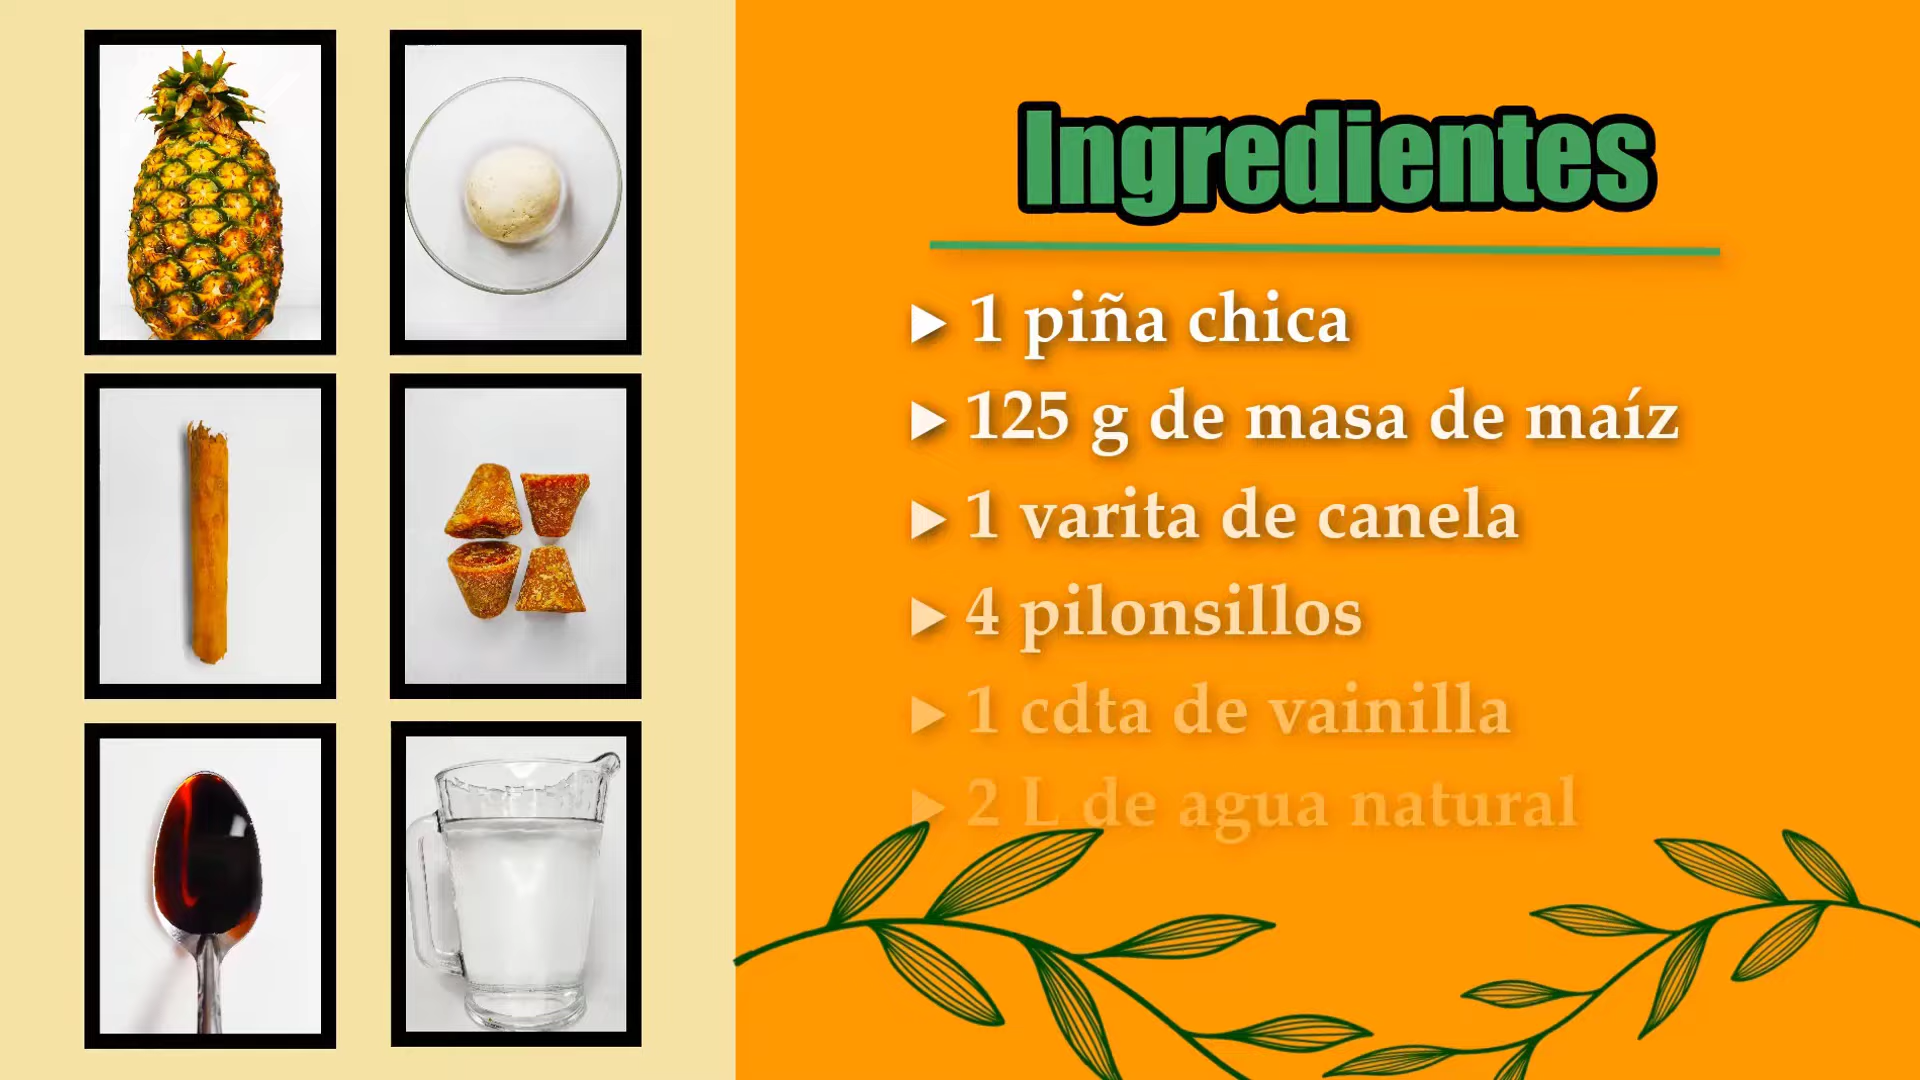 Ingredientes
▶ 1 piña chica
▶ 125 g de masa de maíz
▶ 1 varita de canela
▶ 4 pilonsillos
▶ 1 cdta de vainilla
▶ 2 L de agua natural